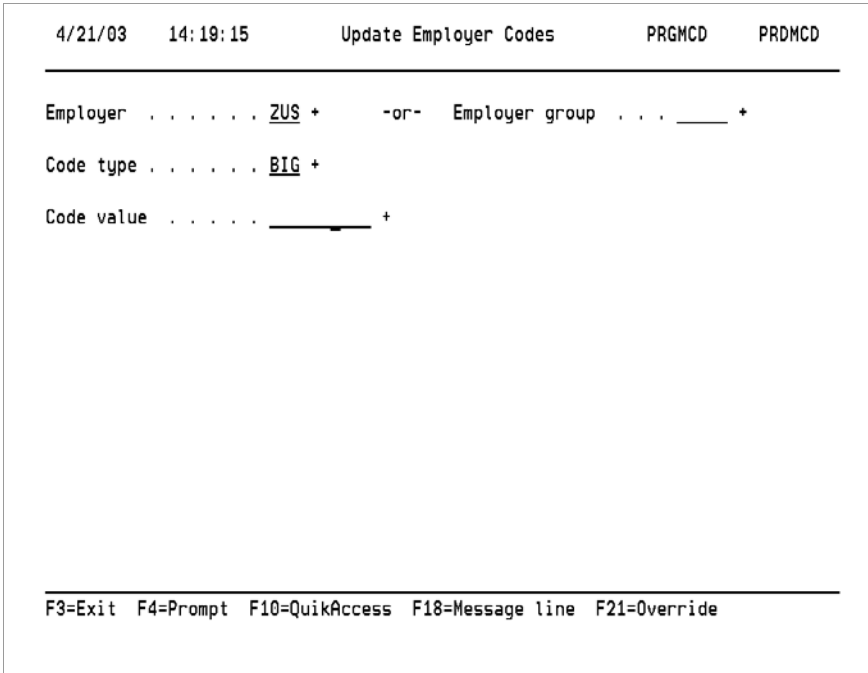 4/21/03 14:19:15 Update Employer Codes PRGMCD PRDMCD
Employer . . . . . . ZUS + -or- Employer group . . . _____ +
Code type . . . . . . BIG +
Code value . . . . . __________ +
F3=Exit F4=Prompt F10=QuikAccess F18=Message line F21=Override